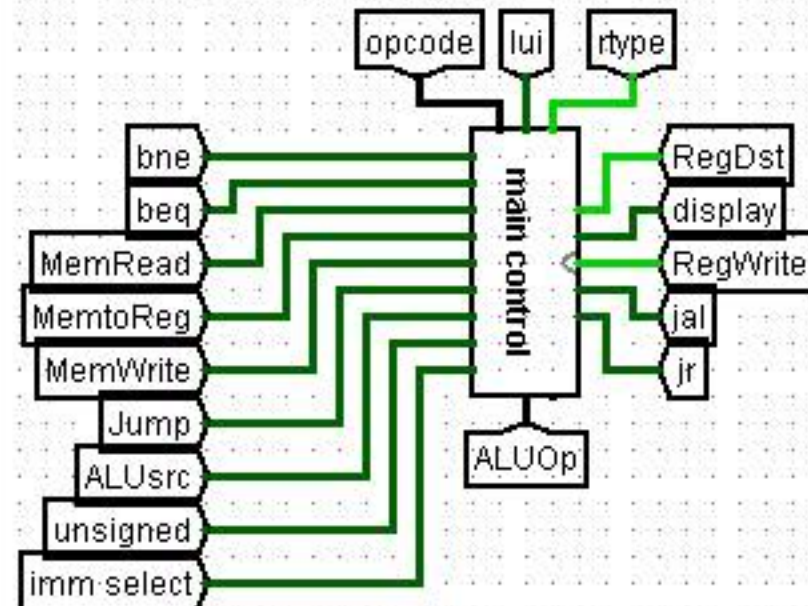 opcode
lui
rtype
bne
beq
MemRead
MemtoReg
MemWrite
Jump
ALUsrc
unsigned
imm select
main control
RegDst
display
RegWrite
jal
jr
ALUOp